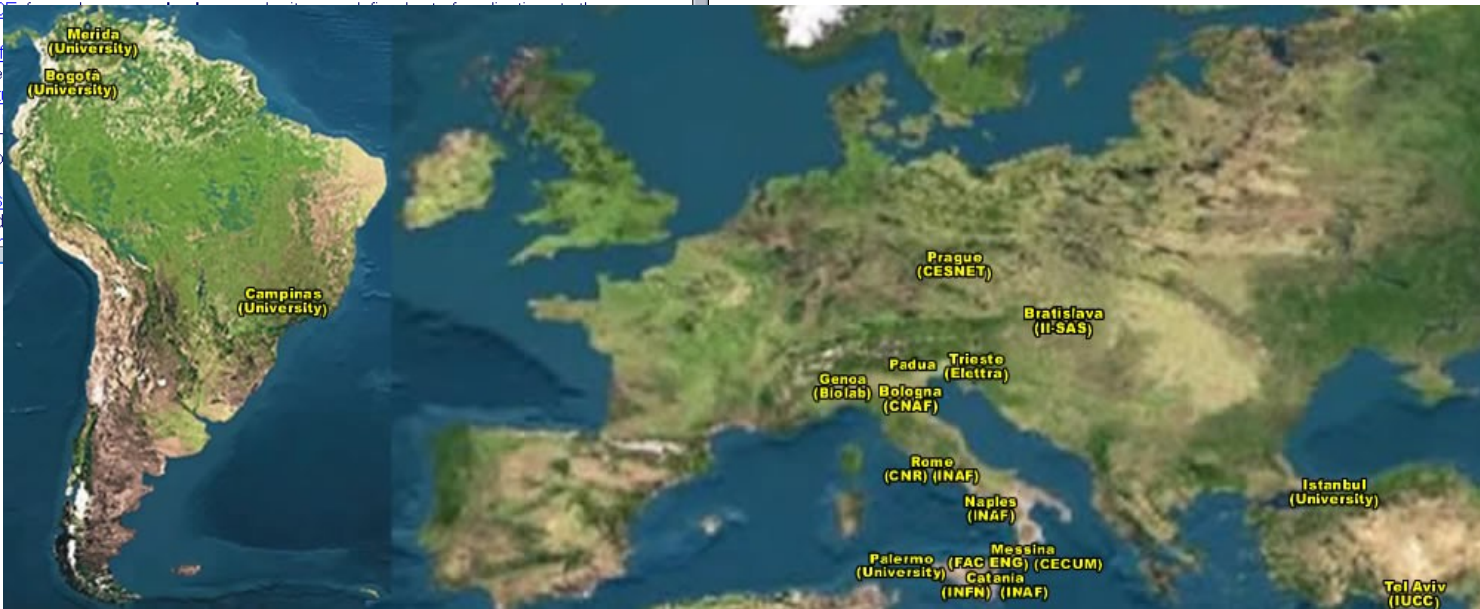 Merida
(University)
Bogotà
(University)
Campinas
(University)
Prague
(CESNET)
Bratislava
(II-SAS)
Padua
Trieste
(Elettra)
Genoa
(Biolab)
Bologna
(CNAF)
Rome
(CNR) (INAF)
Naples
(INAF)
Istanbul
(University)
Palermo
(University)
Messina
(FAC ENG) (CECUM)
Catania
(INFN) (INAF)
Tel Aviv
(IUCC)